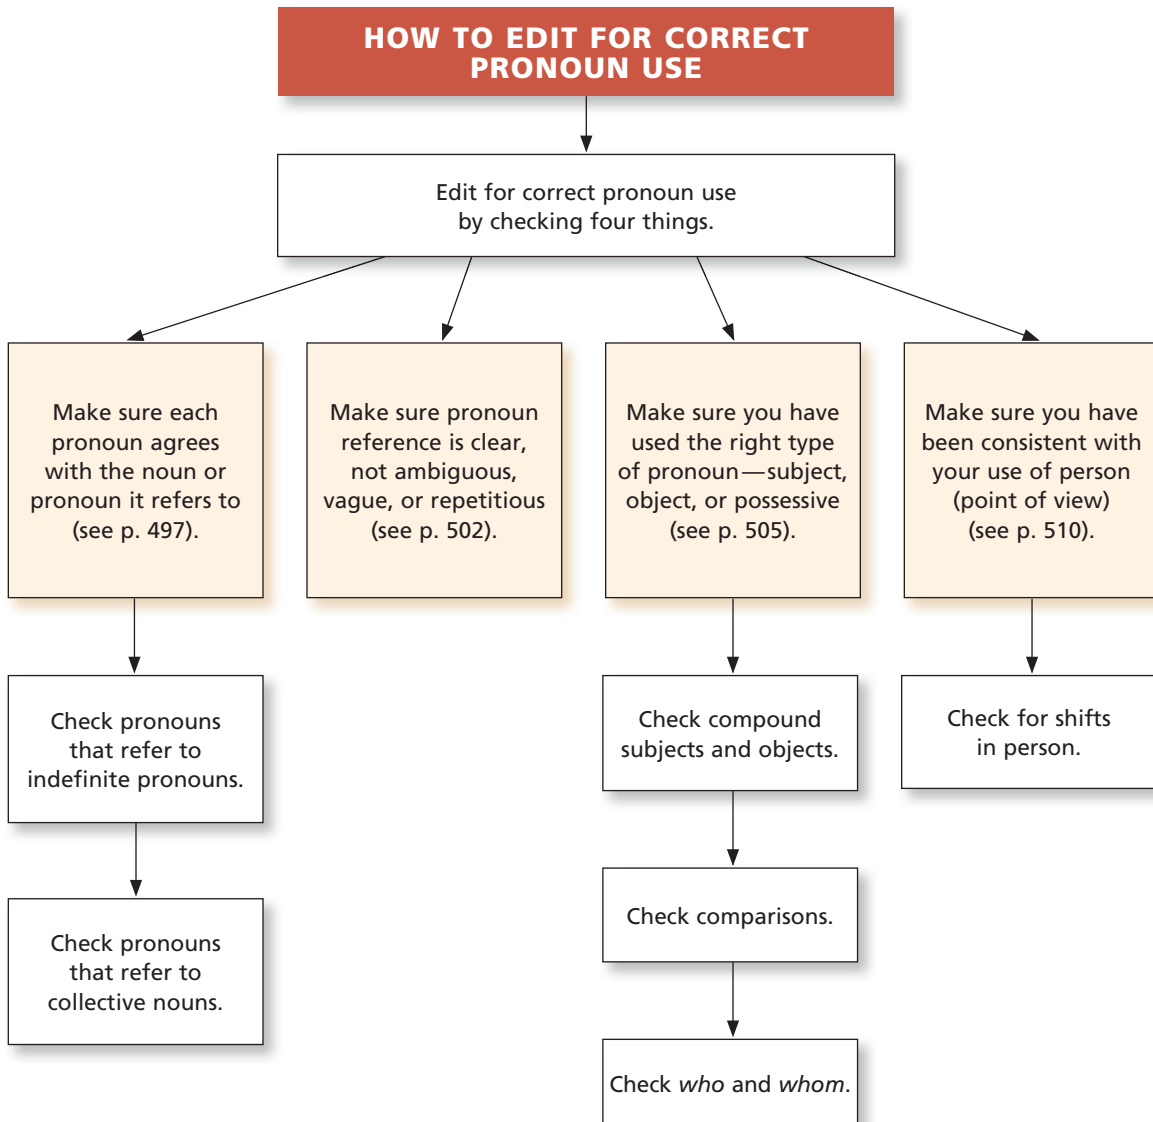 HOW TO EDIT FOR CORRECT
PRONOUN USE
Edit for correct pronoun use
by checking four things.
Make sure each
pronoun agrees
with the noun or
pronoun it refers to
(see p. 497).
Make sure pronoun
reference is clear,
not ambiguous,
vague, or repetitious
(see p. 502).
Make sure you have
used the right type
of pronoun—subject,
object, or possessive
(see p. 505).
Make sure you have
been consistent with
your use of person
(point of view)
(see p. 510).
Check pronouns
that refer to
indefinite pronouns.
Check pronouns
that refer to
collective nouns.
Check compound
subjects and objects.
Check comparisons.
Check who and whom.
Check for shifts
in person.